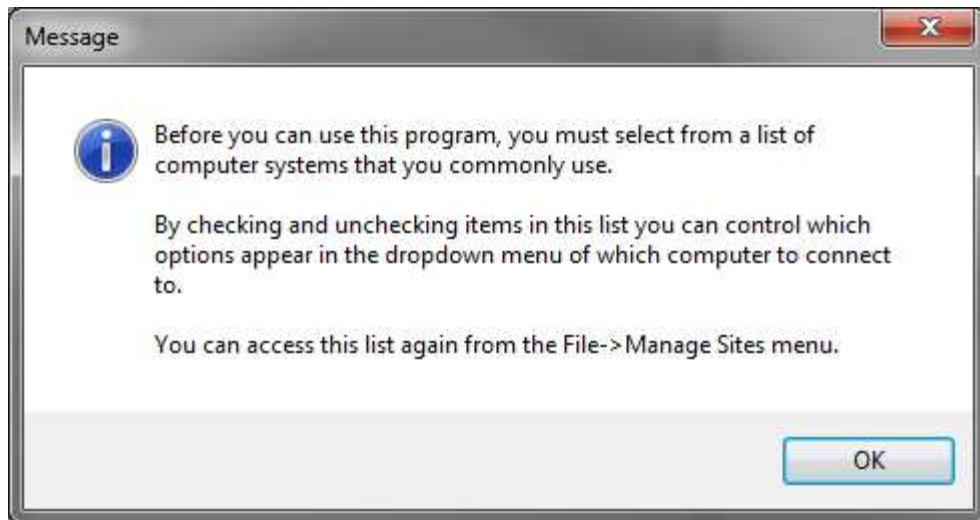 Message
Before you can use this program, you must select from a list of
computer systems that you commonly use.
By checking and unchecking items in this list you can control which
options appear in the dropdown menu of which computer to connect
to.
You can access this list again from the File->Manage Sites menu.
OK